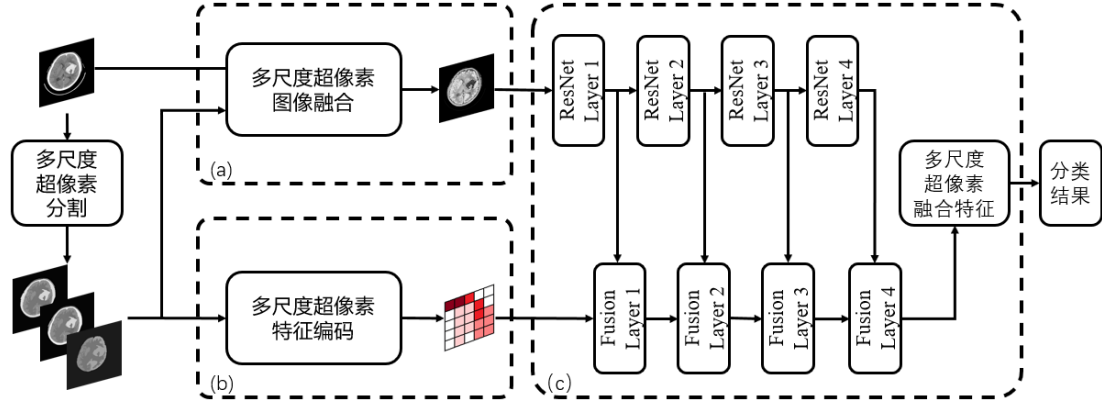 多尺度
超像素
分割
多尺度超像素
图像融合
(a)
多尺度超像素
特征编码
(b)
ResNet
Layer 1
ResNet
Layer 2
ResNet
Layer 3
ResNet
Layer 4
Fusion
Layer 1
Fusion
Layer 2
Fusion
Layer 3
Fusion
Layer 4
(c)
多尺度
超像素
融合特征
分类
结果